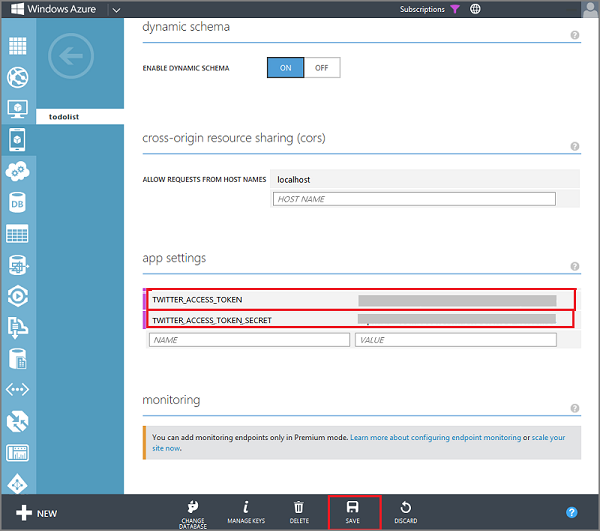 Windows Azure
Subscriptions
dynamic schema
ENABLE DYNAMIC SCHEMA
ON
OFF
todolist
cross-origin resource sharing (cors)
ALLOW REQUESTS FROM HOST NAMES
localhost
HOST NAME
DB
app settings
TWITTER_ACCESS_TOKEN
TWITTER_ACCESS_TOKEN_SECRET
NAME
VALUE
monitoring
You can add monitoring endpoints only in Premium mode. Learn more about configuring endpoint monitoring or scale your
site now.
NEW
CHANGE
DATABASE
MANAGE KEYS
DELETE
SAVE
DISCARD